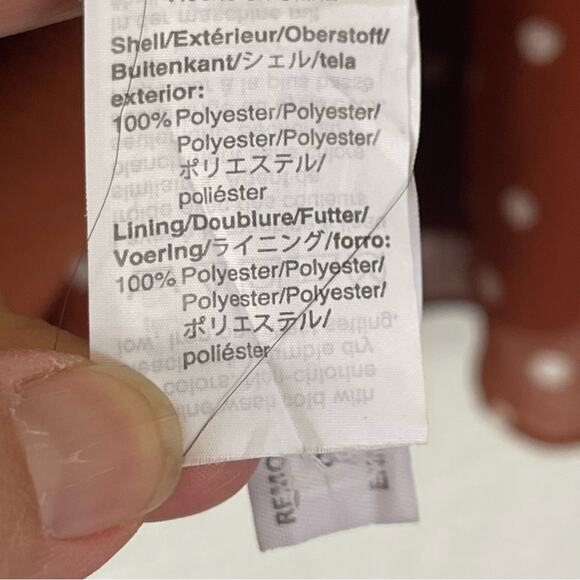 Shell/Extérieur/Oberstoff/
Buitenkant/シェル/tela
exterior:
100% Polyester/Polyester/
Polyester/Polyester/
ポリエステル/
poliéster
Lining/Doublure/Futter/
Voering/ライニング/forro:
100% Polyester/Polyester/
Polyester/Polyester/
ポリエステル/
poliéster